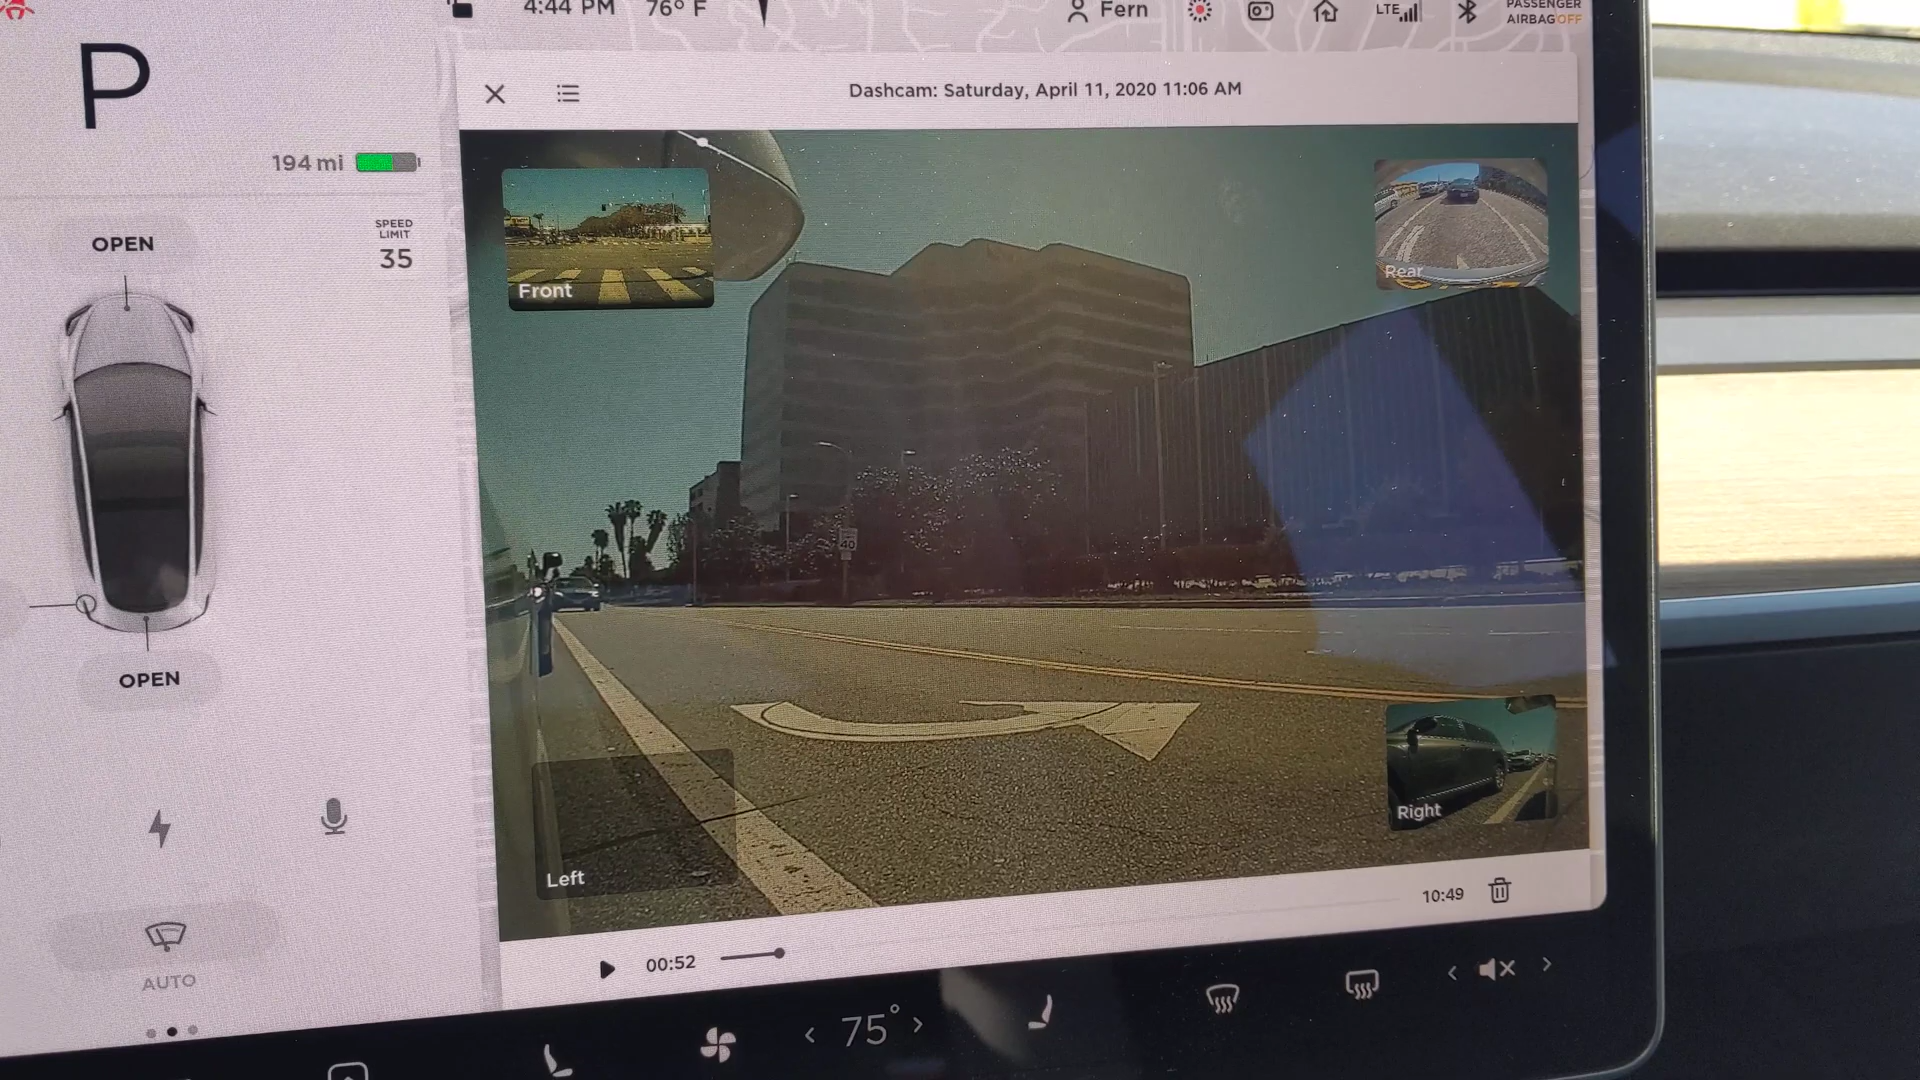 4:44 PM
76° F
Fern
LTE
PASSENGER
AIRBAG OFF
P
194 mi
OPEN
SPEED
LIMIT
35
OPEN
AUTO
Dashcam: Saturday, April 11, 2020 11:06 AM
Front
Rear
40
Left
Right
10:49
00:52
75°